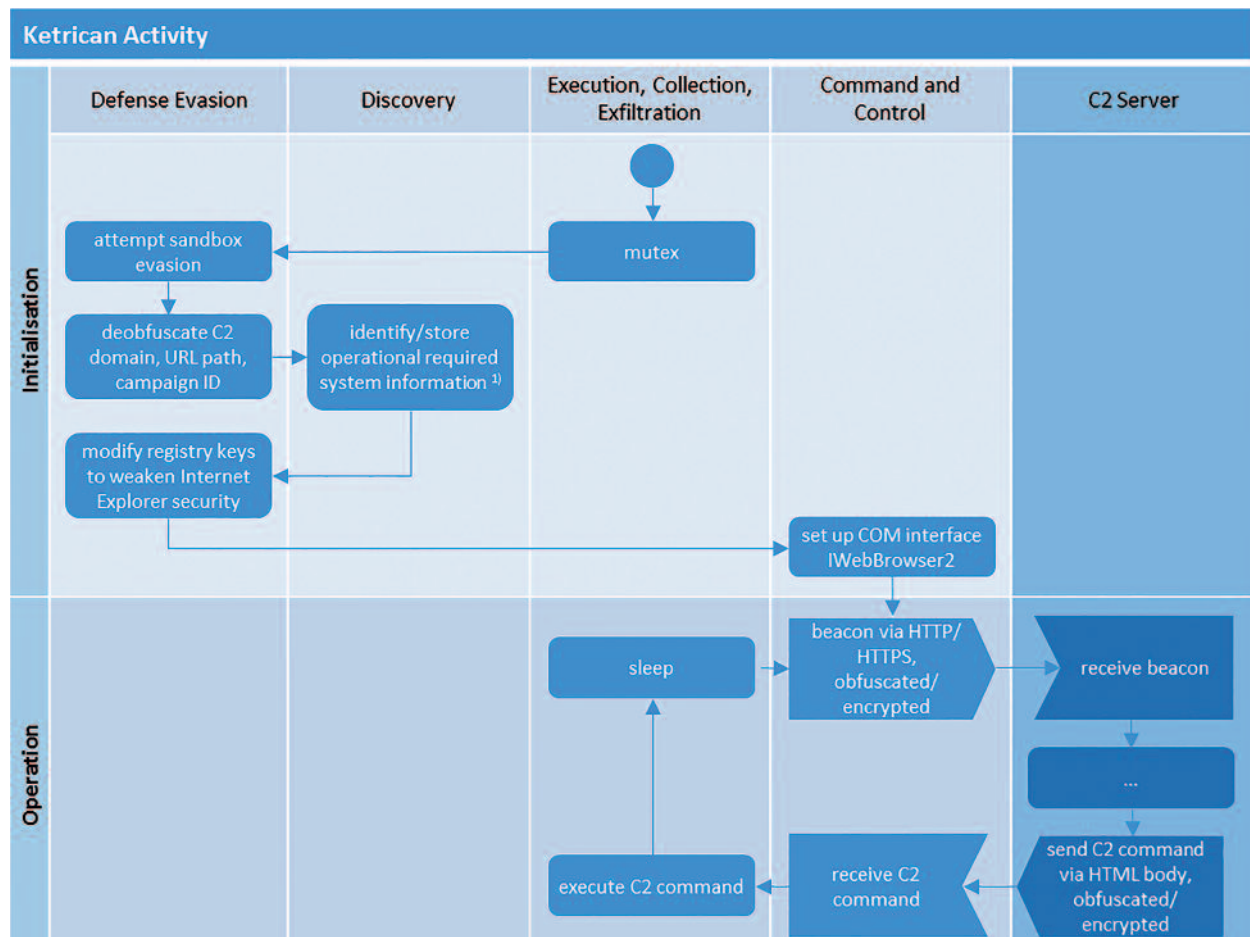 Ketrican Activity
Defense Evasion
Discovery
Execution, Collection,
Exfiltration
Command and
Control
C2 Server
Initialisation
mutex
attempt sandbox
evasion
deobfuscate C2
domain, URL path,
campaign ID
identify/store
operational required
system information 1)
modify registry keys
to weaken Internet
Explorer security
set up COM interface
IWebBrowser2
Operation
sleep
beacon via HTTP/
HTTPS,
obfuscated/
encrypted
receive beacon
...
send C2 command
via HTML body,
obfuscated/
encrypted
receive C2
command
execute C2 command